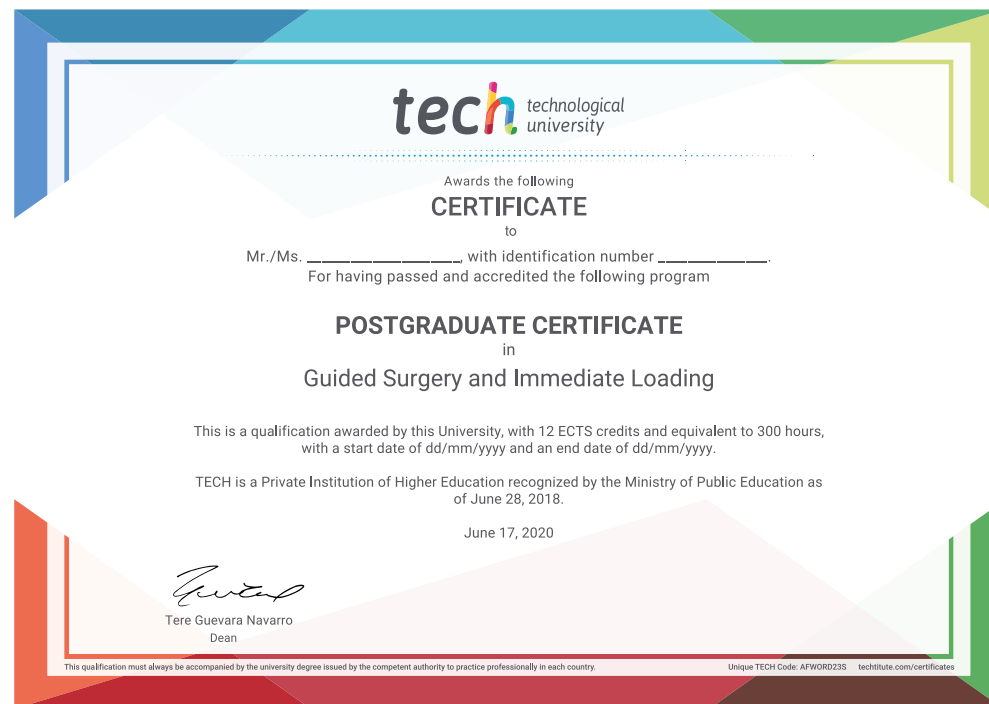 tech technological
university
Awards the following
CERTIFICATE
to
Mr./Ms. ____________________, with identification number ______________.
For having passed and accredited the following program
POSTGRADUATE CERTIFICATE
in
Guided Surgery and Immediate Loading
This is a qualification awarded by this University, with 12 ECTS credits and equivalent to 300 hours,
with a start date of dd/mm/yyyy and an end date of dd/mm/yyyy.
TECH is a Private Institution of Higher Education recognized by the Ministry of Public Education as
of June 28, 2018.
June 17, 2020
Tere Guevara Navarro
Dean
This qualification must always be accompanied by the university degree issued by the competent authority to practice professionally in each country.
Unique TECH Code: AFWORD23S techtitute.com/certificates